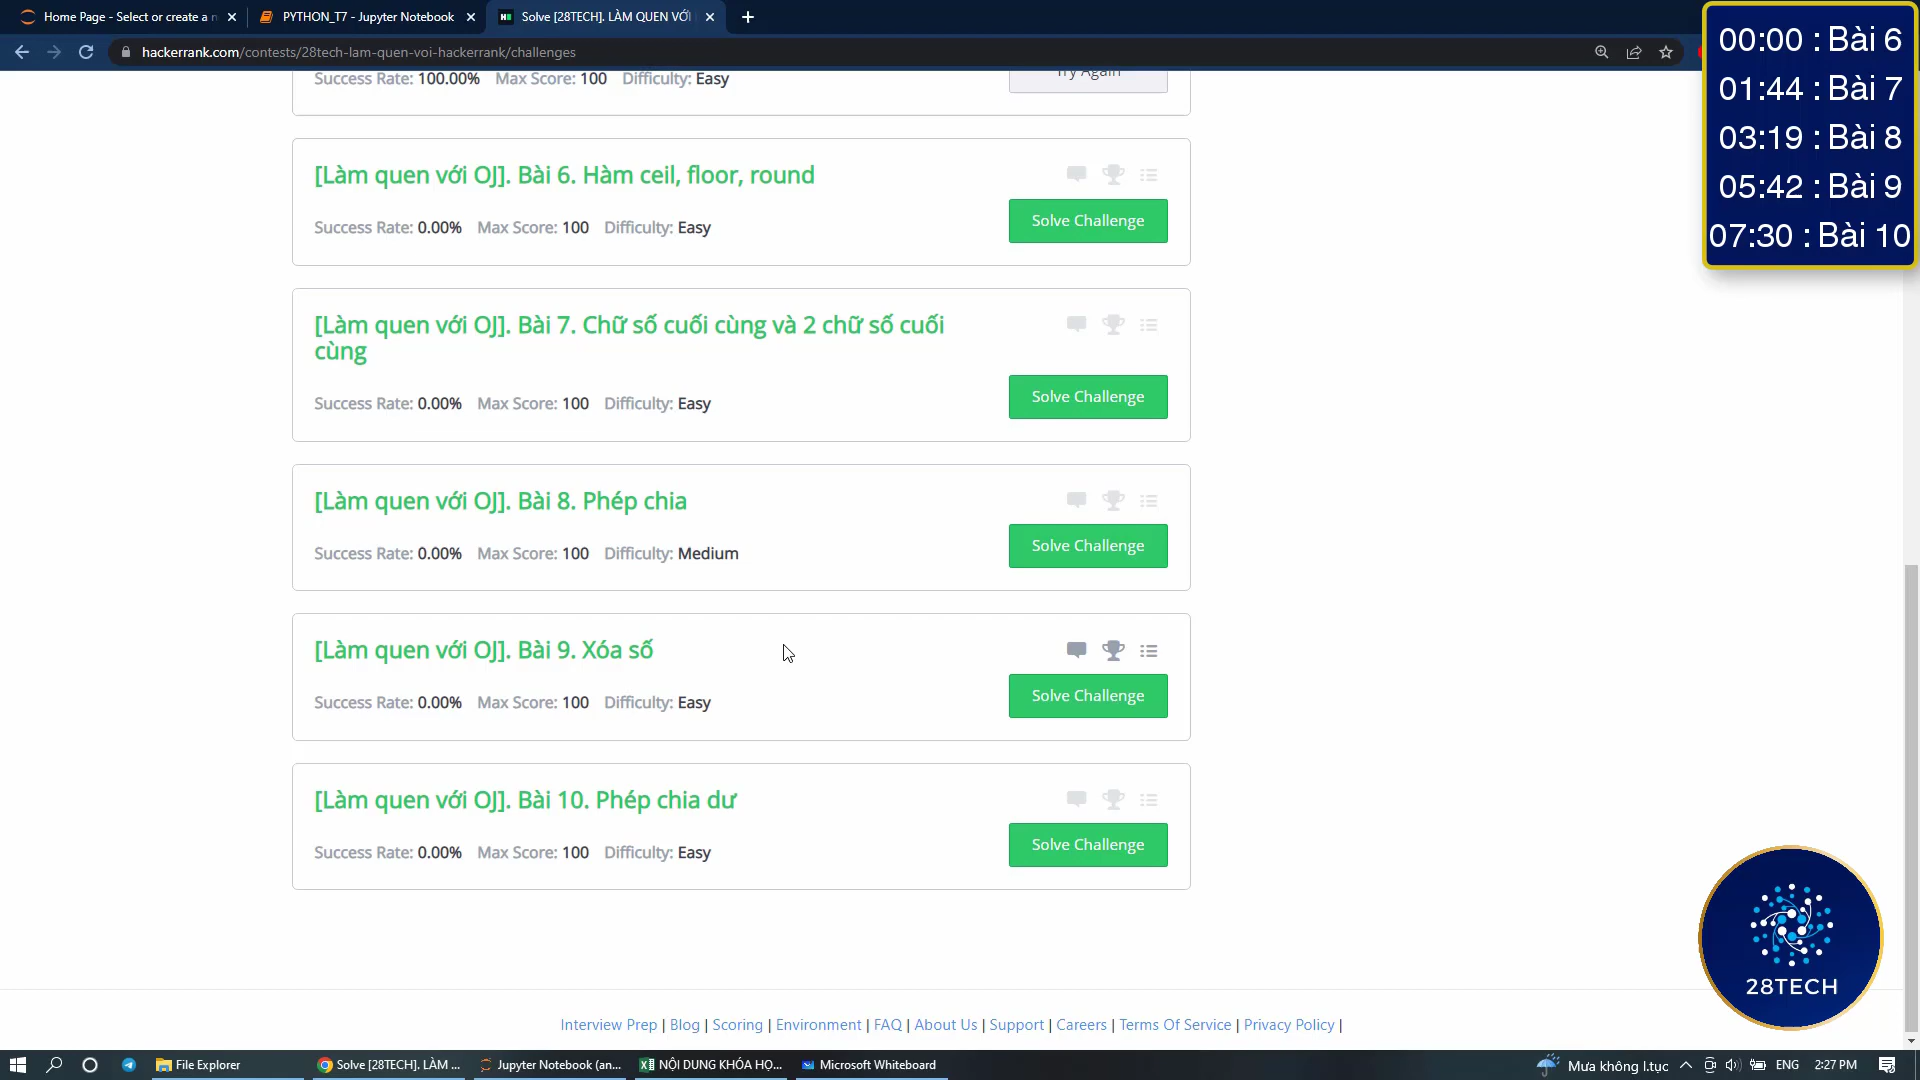 Home Page - Select or create a n
PYTHON_T7 - Jupyter Notebook
Solve [28TECH]. LÀM QUEN VỚI
hackerrank.com/contests/28tech-lam-quen-voi-hackerrank/challenges
00:00 : Bài 6
01:44 : Bài 7
03:19 : Bài 8
05:42 : Bài 9
07:30 : Bài 10
Success Rate: 100.00% Max Score: 100 Difficulty: Easy
Try Again
[Làm quen với OJ]. Bài 6. Hàm ceil, floor, round
Success Rate: 0.00% Max Score: 100 Difficulty: Easy
Solve Challenge
[Làm quen với OJ]. Bài 7. Chữ số cuối cùng và 2 chữ số cuối
cùng
Success Rate: 0.00% Max Score: 100 Difficulty: Easy
Solve Challenge
[Làm quen với OJ]. Bài 8. Phép chia
Success Rate: 0.00% Max Score: 100 Difficulty: Medium
Solve Challenge
[Làm quen với OJ]. Bài 9. Xóa số
Success Rate: 0.00% Max Score: 100 Difficulty: Easy
Solve Challenge
[Làm quen với OJ]. Bài 10. Phép chia dư
Success Rate: 0.00% Max Score: 100 Difficulty: Easy
Solve Challenge
28TECH
Interview Prep | Blog | Scoring | Environment | FAQ | About Us | Support | Careers | Terms Of Service | Privacy Policy |
File Explorer
Solve [28TECH]. LÀM ...
Jupyter Notebook (an...
NỘI DUNG KHÓA HỌ...
Microsoft Whiteboard
Mưa không l.tục
ENG
2:27 PM